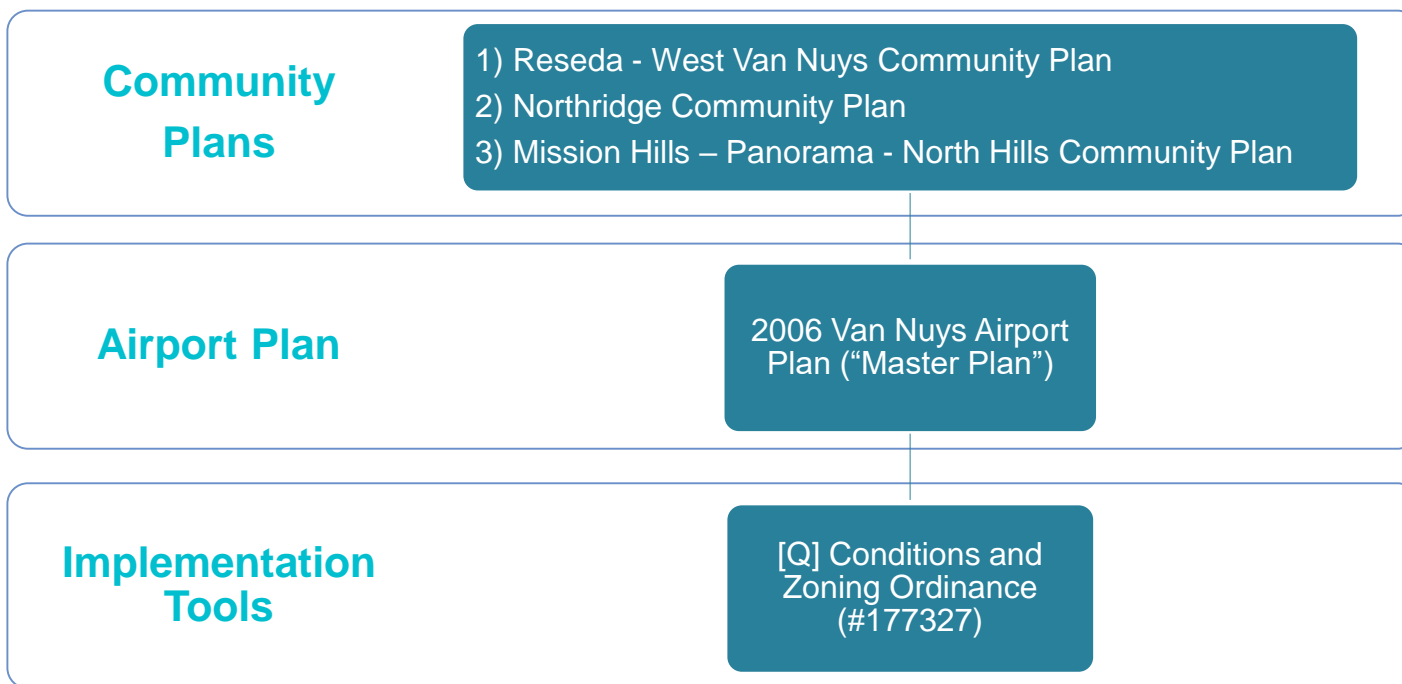 Community
Plans
1) Reseda - West Van Nuys Community Plan
2) Northridge Community Plan
3) Mission Hills – Panorama - North Hills Community Plan
Airport Plan
2006 Van Nuys Airport
Plan (“Master Plan”)
Implementation
Tools
[Q] Conditions and
Zoning Ordinance
(#177327)